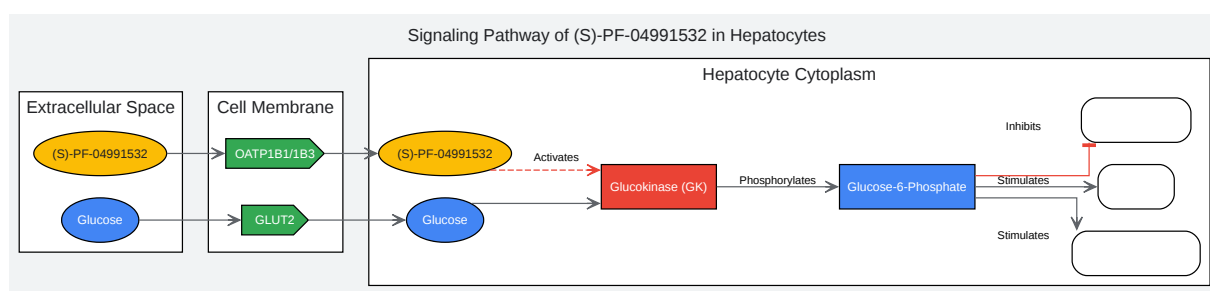 Signaling Pathway of (S)-PF-04991532 in Hepatocytes
Extracellular Space
(S)-PF-04991532
Glucose
Cell Membrane
OATP1B1/1B3
GLUT2
Hepatocyte Cytoplasm
(S)-PF-04991532
Glucose
Activates
Glucokinase (GK)
Phosphorylates
Glucose-6-Phosphate
Inhibits
Stimulates
Stimulates